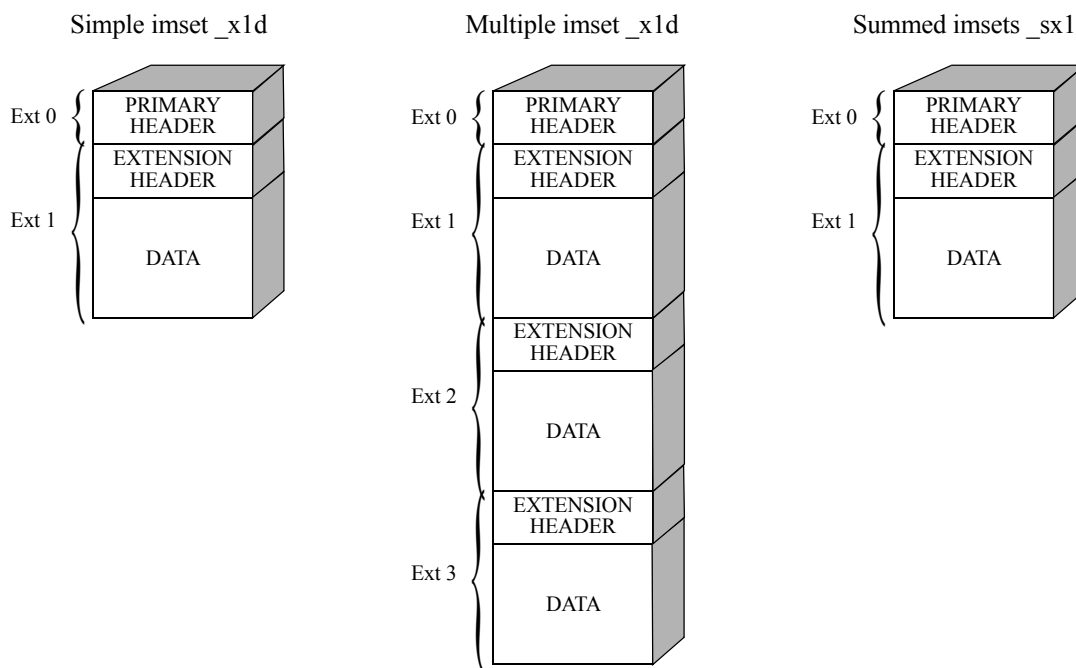 Simple imset _x1d
Ext 0
PRIMARY
HEADER
EXTENSION
HEADER
Ext 1
DATA
Multiple imset _x1d
Ext 0
PRIMARY
HEADER
EXTENSION
HEADER
Ext 1
DATA
EXTENSION
HEADER
Ext 2
DATA
EXTENSION
HEADER
Ext 3
DATA
Summed imsets _sx1
Ext 0
PRIMARY
HEADER
EXTENSION
HEADER
Ext 1
DATA